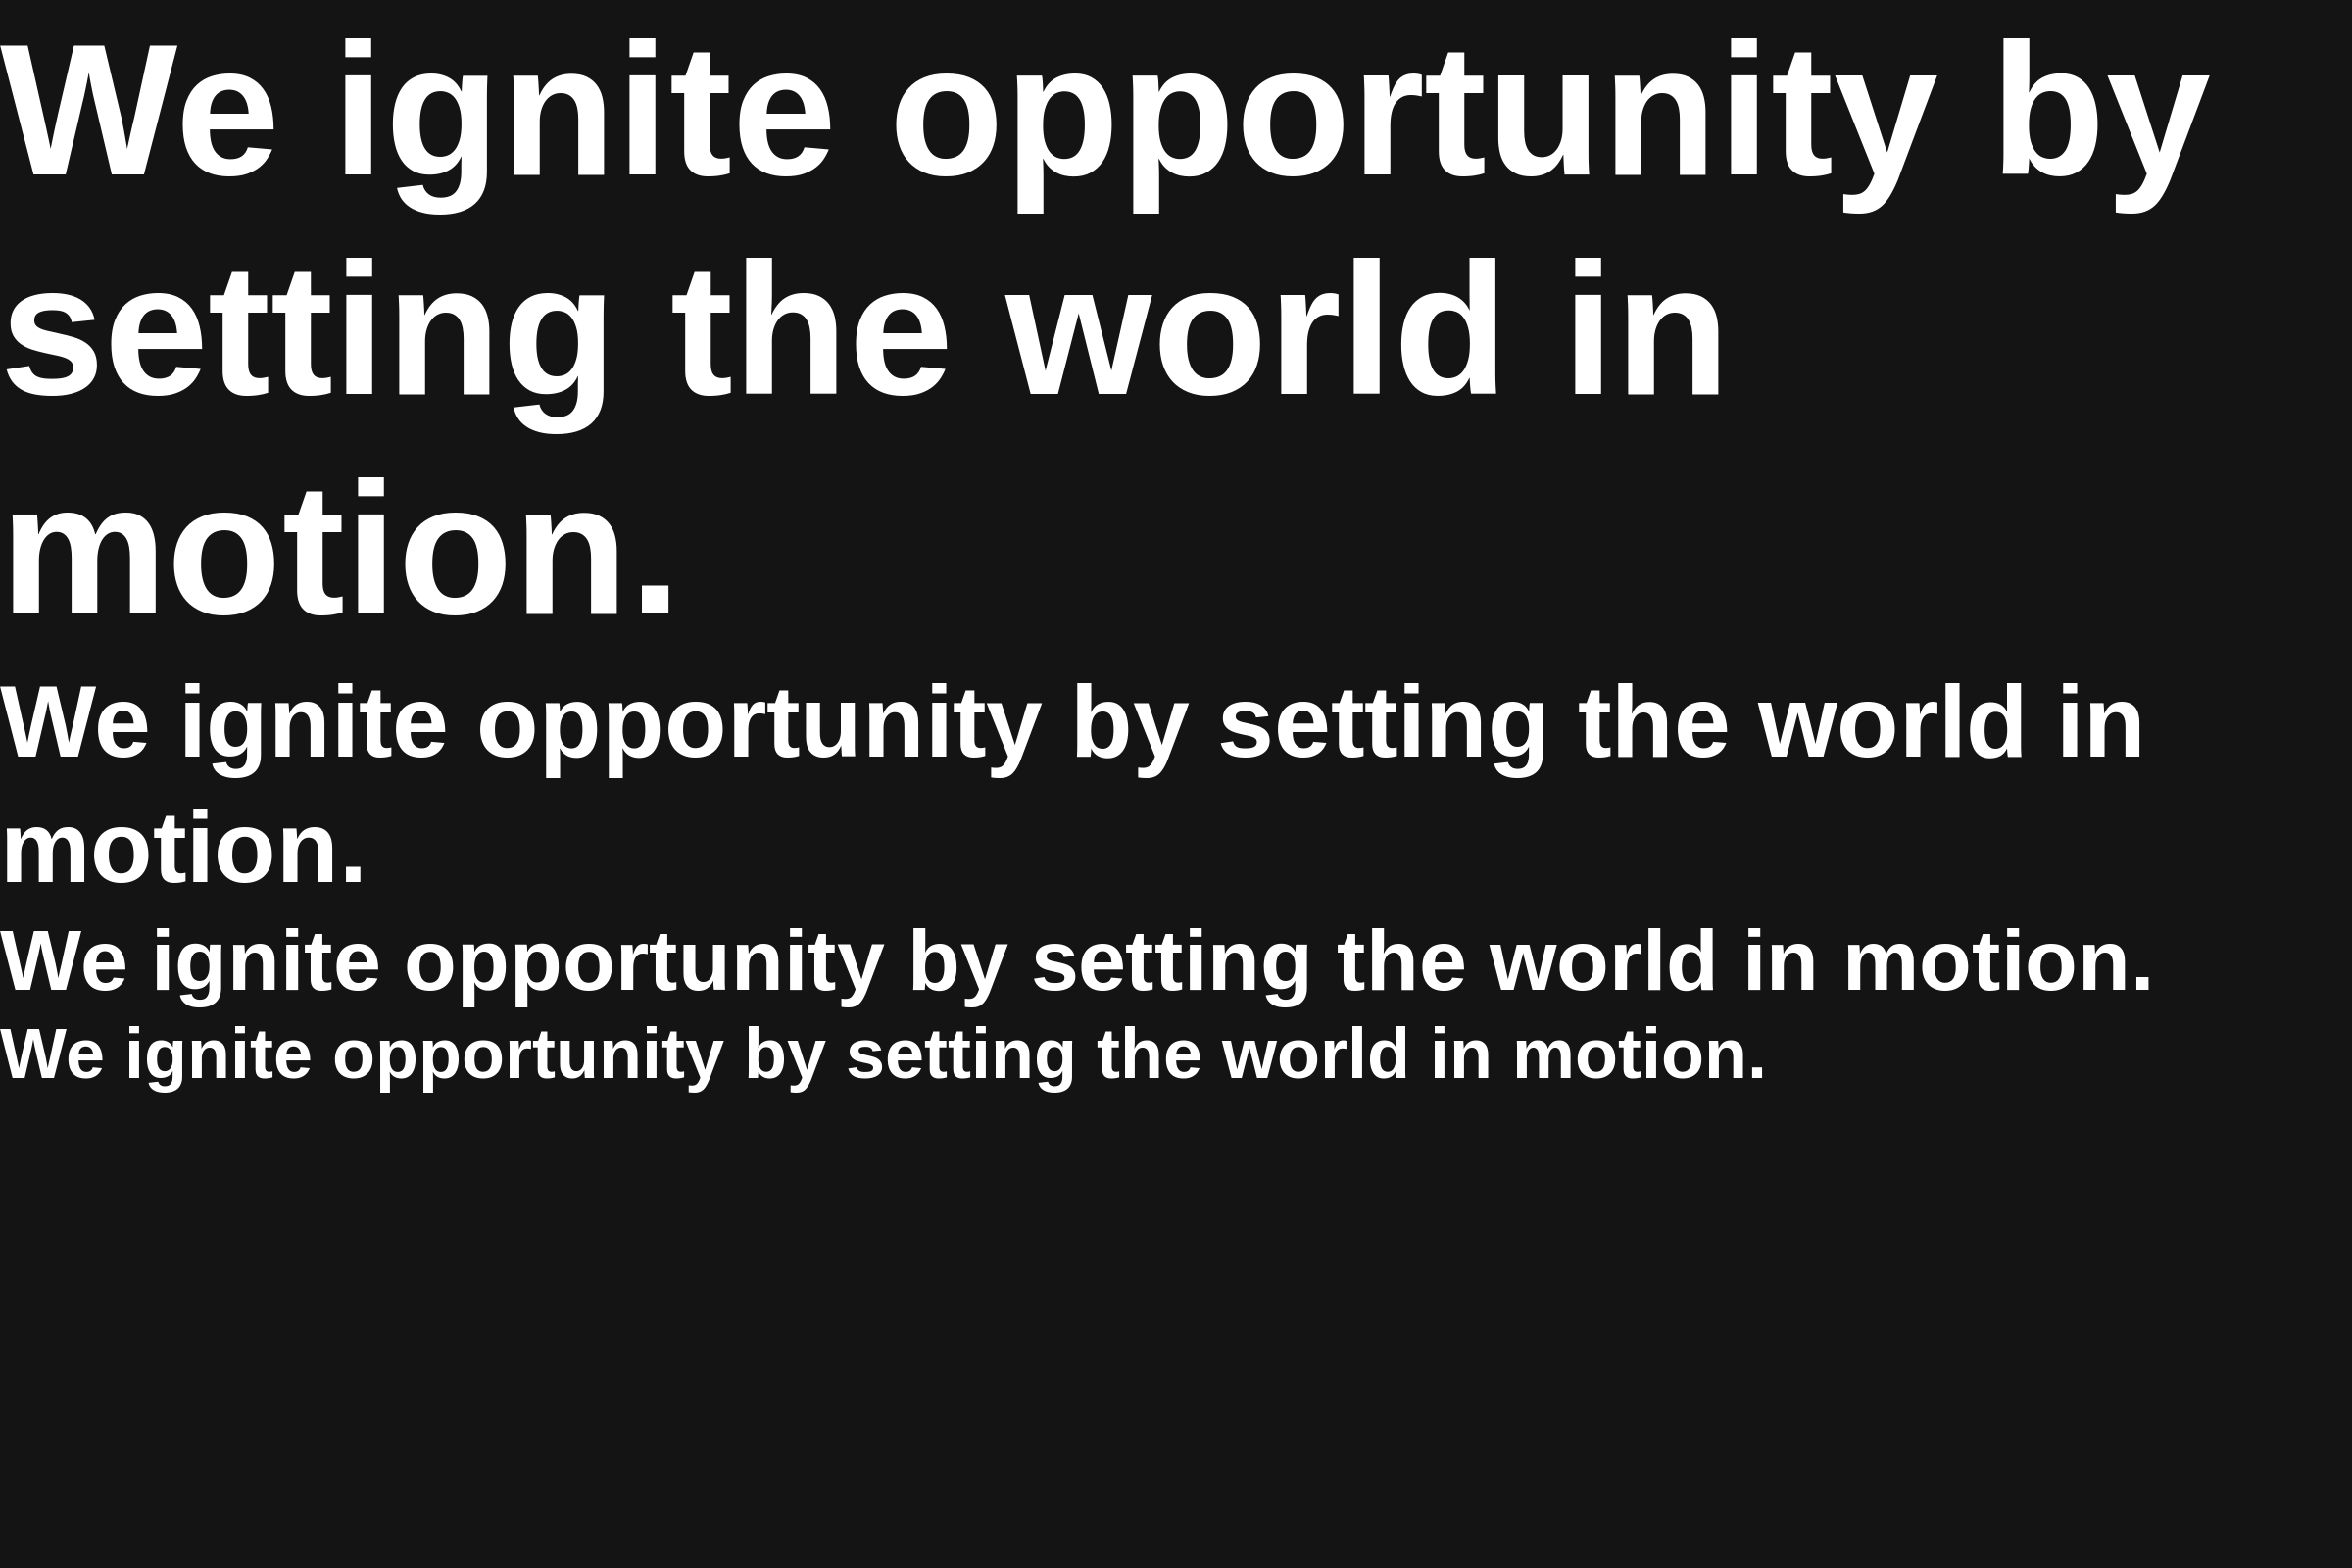 We ignite opportunity by
setting the world in
motion.
We ignite opportunity by setting the world in
motion.
We ignite opportunity by setting the world in motion.
We ignite opportunity by setting the world in motion.